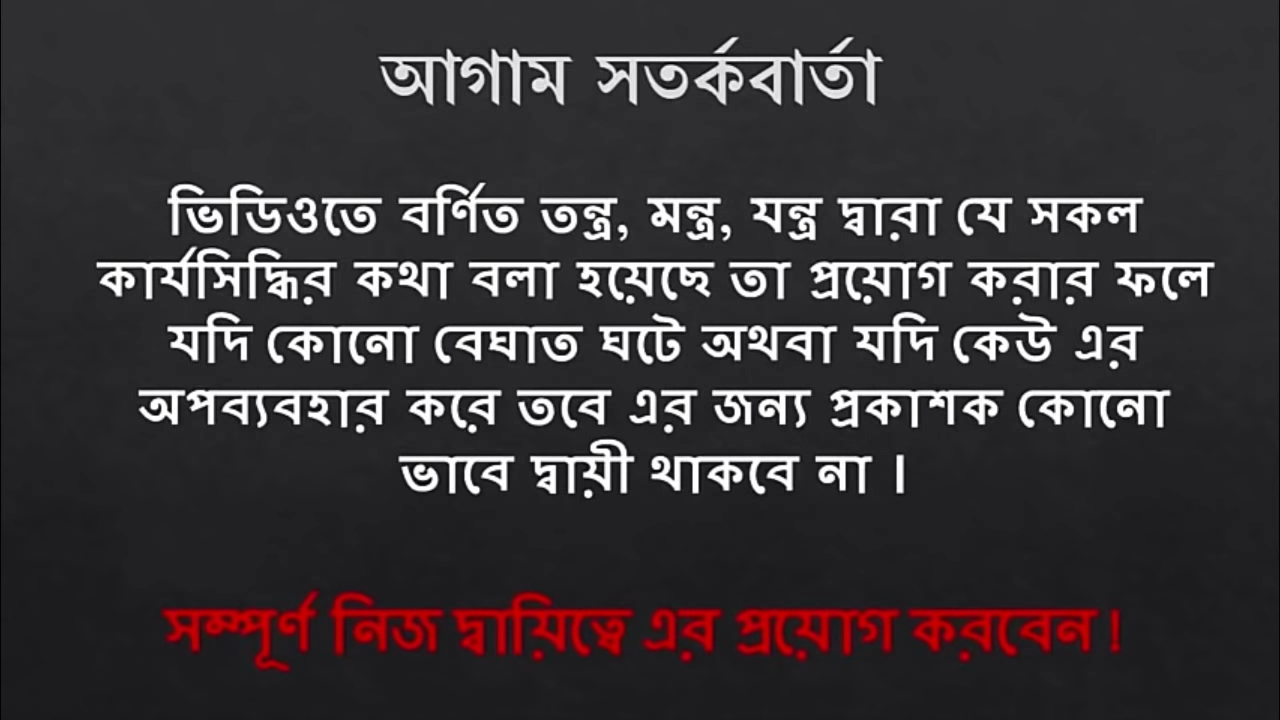 আগাম সতর্কবার্তা
ভিডিওতে বর্ণিত তন্ত্র, মন্ত্র, যন্ত্র দ্বারা যে সকল
কার্যসিদ্ধির কথা বলা হয়েছে তা প্রয়োগ করার ফলে
যদি কোনো বেঘাত ঘটে অথবা যদি কেউ এর
অপব্যবহার করে তবে এর জন্য প্রকাশক কোনো
ভাবে দ্বায়ী থাকবে না ।
সম্পূর্ণ নিজ দ্বায়িত্বে এর প্রয়োগ করবেন !